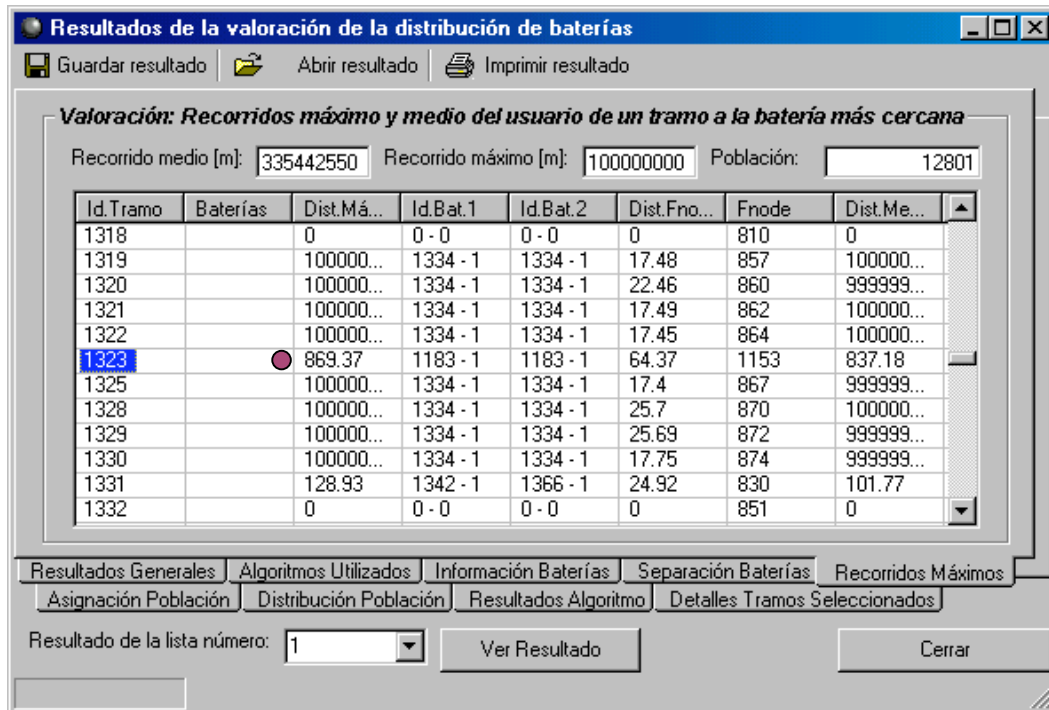 Resultados de la valoración de la distribución de baterías
Guardar resultado Abrir resultado Imprimir resultado
Valoración: Recorridos máximo y medio del usuario de un tramo a la batería más cercana
Recorrido medio [m]: 335442550 Recorrido máximo [m]: 100000000 Población: 12801
Id.Tramo Baterías Dist.Má... Id.Bat.1 Id.Bat.2 Dist.Fno... Fnode Dist.Me...
1318 0 0 - 0 0 - 0 0 810 0
1319 100000... 1334 - 1 1334 - 1 17.48 857 100000...
1320 100000... 1334 - 1 1334 - 1 22.46 860 999999...
1321 100000... 1334 - 1 1334 - 1 17.49 862 100000...
1322 100000... 1334 - 1 1334 - 1 17.45 864 100000...
1323 869.37 1183 - 1 1183 - 1 64.37 1153 837.18
1325 100000... 1334 - 1 1334 - 1 17.4 867 999999...
1328 100000... 1334 - 1 1334 - 1 25.7 870 100000...
1329 100000... 1334 - 1 1334 - 1 25.69 872 999999...
1330 100000... 1334 - 1 1334 - 1 17.75 874 999999...
1331 128.93 1342 - 1 1366 - 1 24.92 830 101.77
1332 0 0 - 0 0 - 0 0 851 0
Resultados Generales Algoritmos Utilizados Información Baterías Separación Baterías Recorridos Máximos
Asignación Población Distribución Población Resultados Algoritmo Detalles Tramos Seleccionados
Resultado de la lista número: 1 Ver Resultado Cerrar